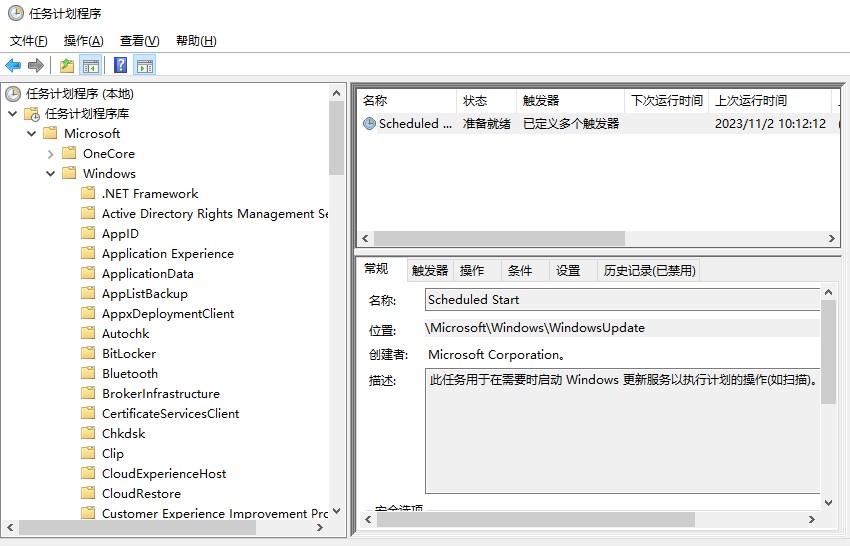 任务计划程序
文件(F) 操作(A) 查看(V) 帮助(H)
任务计划程序 (本地)
任务计划程序库
Microsoft
OneCore
Windows
.NET Framework
Active Directory Rights Management Se
AppID
Application Experience
ApplicationData
AppListBackup
AppxDeploymentClient
Autochk
BitLocker
Bluetooth
BrokerInfrastructure
CertificateServicesClient
Chkdsk
Clip
CloudExperienceHost
CloudRestore
Customer Experience Improvement Pro
名称 状态 触发器 下次运行时间 上次运行时间
Scheduled ... 准备就绪 已定义多个触发器 2023/11/2 10:12:12
常规 触发器 操作 条件 设置 历史记录(已禁用)
名称: Scheduled Start
位置: \Microsoft\Windows\WindowsUpdate
创建者: Microsoft Corporation。
描述: 此任务用于在需要时启动 Windows 更新服务以执行计划的操作(如扫描)。
安全选项